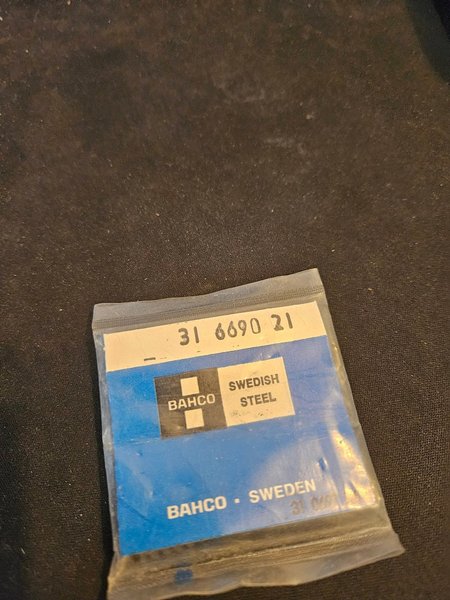 31 6690 21
BAHCO
SWEDISH
STEEL
BAHCO · SWEDEN